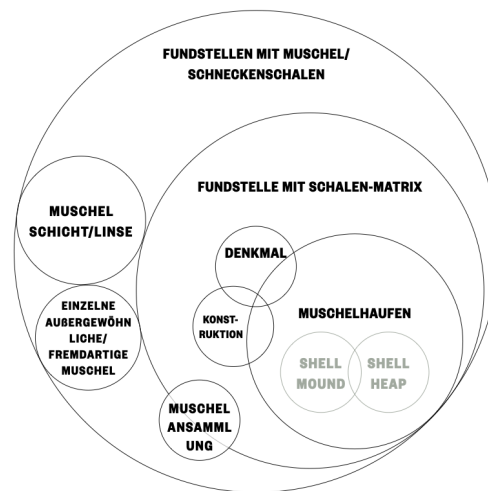 FUNDSTELLEN MIT MUSCHEL/
SCHNECKENSCHALEN
FUNDSTELLE MIT SCHALEN-MATRIX
MUSCHEL
SCHICHT/LINSE
DENKMAL
EINZELNE
AUßERGEWÖHN
LICHE/
FREMDARTIGE
MUSCHEL
KONST-
RUKTION
MUSCHELHAUFEN
SHELL
MOUND
SHELL
HEAP
MUSCHEL
ANSAMML
UNG